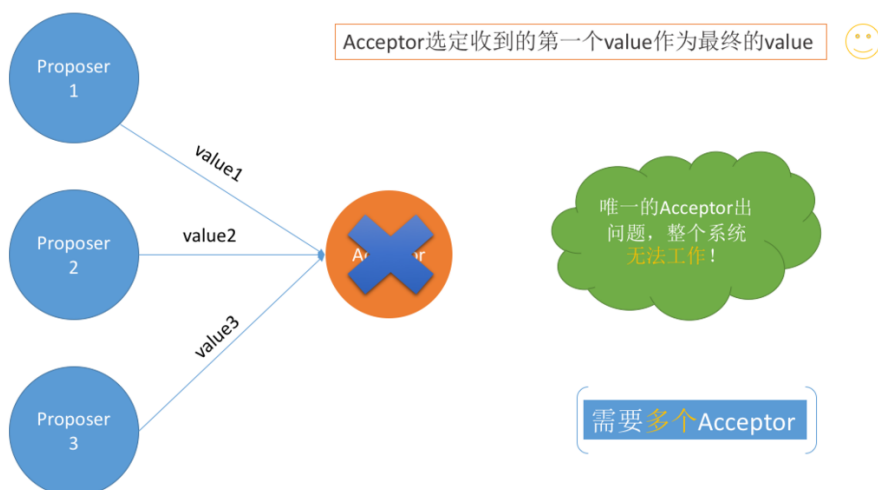 Acceptor选定收到的第一个value作为最终的value
Proposer
1
value1
Proposer
2
value2
唯一的Acceptor出
问题，整个系统
无法工作！
value3
Proposer
3
需要多个Acceptor